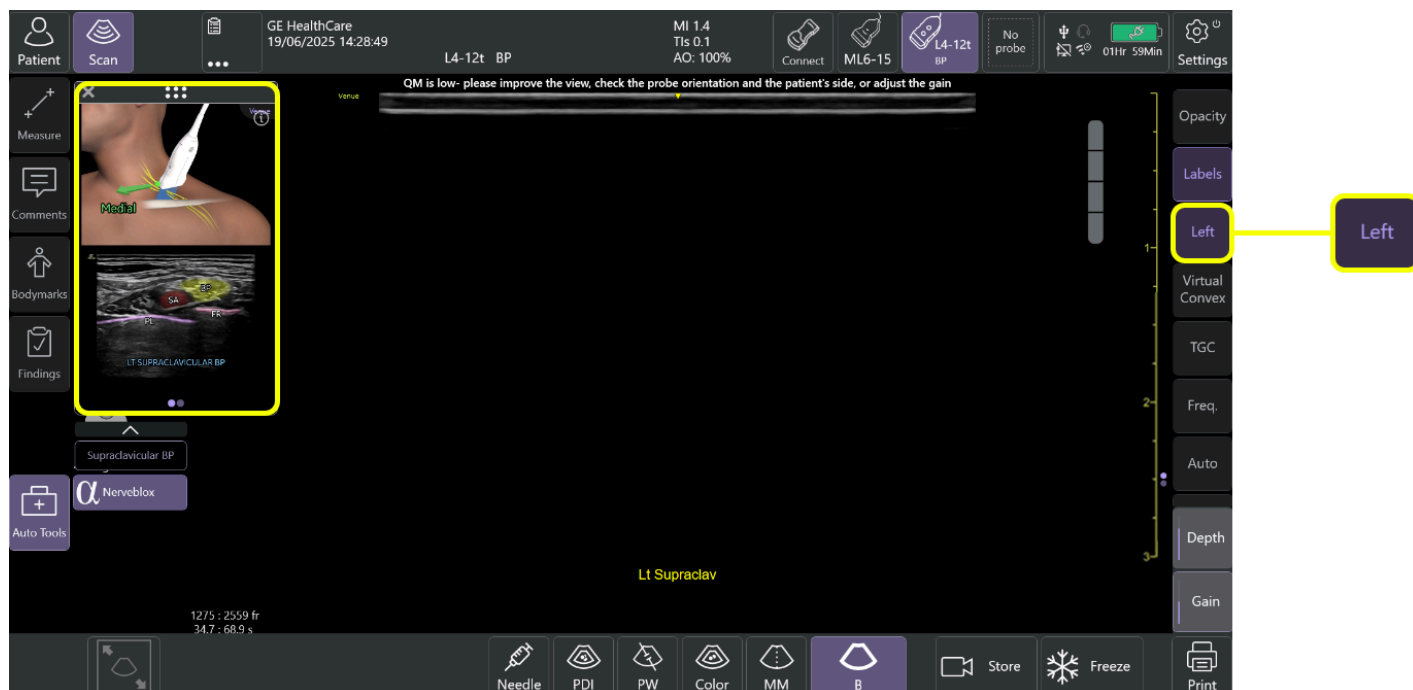 Patient
Scan
GE HealthCare
19/06/2025 14:28:49
L4-12t BP
MI 1.4
TIs 0.1
AO: 100%
Connect
ML6-15
L4-12t
BP
No
probe
01Hr 59Min
Settings
QM is low- please improve the view, check the probe orientation and the patient's side, or adjust the gain
Measure
Comments
Bodymarks
Findings
Auto Tools
Medial
BP
SA
PL
FR
LT SUPRACLAVICULAR BP
Supraclavicular BP
α Nerveblox
Venue
1-
2-
3-
Opacity
Labels
Left
Left
Virtual
Convex
TGC
Freq.
Auto
Depth
Gain
Lt Supraclav
1275 : 2559 fr
34.7 : 68.9 s
Needle
PDI
PW
Color
MM
B
Store
Freeze
Print